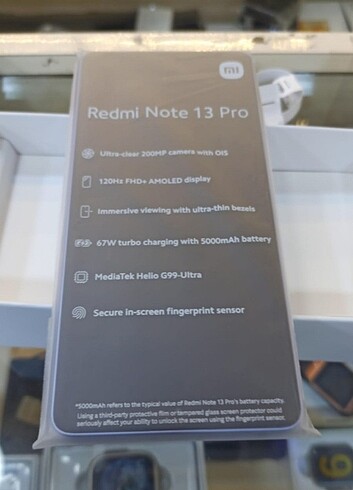 mi
Redmi Note 13 Pro
Ultra-clear 200MP camera with OIS
120Hz FHD+ AMOLED display
Immersive viewing with ultra-thin bezels
67W turbo charging with 5000mAh battery
MediaTek Helio G99-Ultra
Secure in-screen fingerprint sensor
*5000mAh refers to the typical value of Redmi Note 13 Pro's battery capacity.
Using a third-party protective film or tempered glass screen protector could
seriously affect your ability to unlock the screen using the fingerprint sensor.